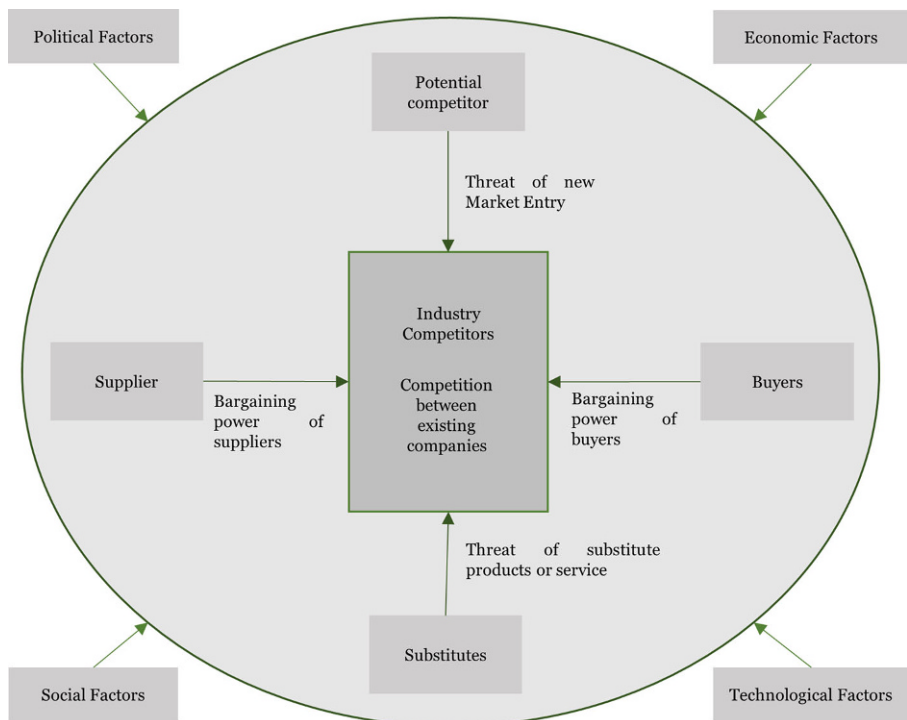 Political Factors
Economic Factors
Potential
competitor
Threat of new
Market Entry
Industry
Competitors
Competition
between
existing
companies
Supplier
Bargaining
power of
suppliers
Buyers
Bargaining
power of
buyers
Threat of substitute
products or service
Substitutes
Social Factors
Technological Factors